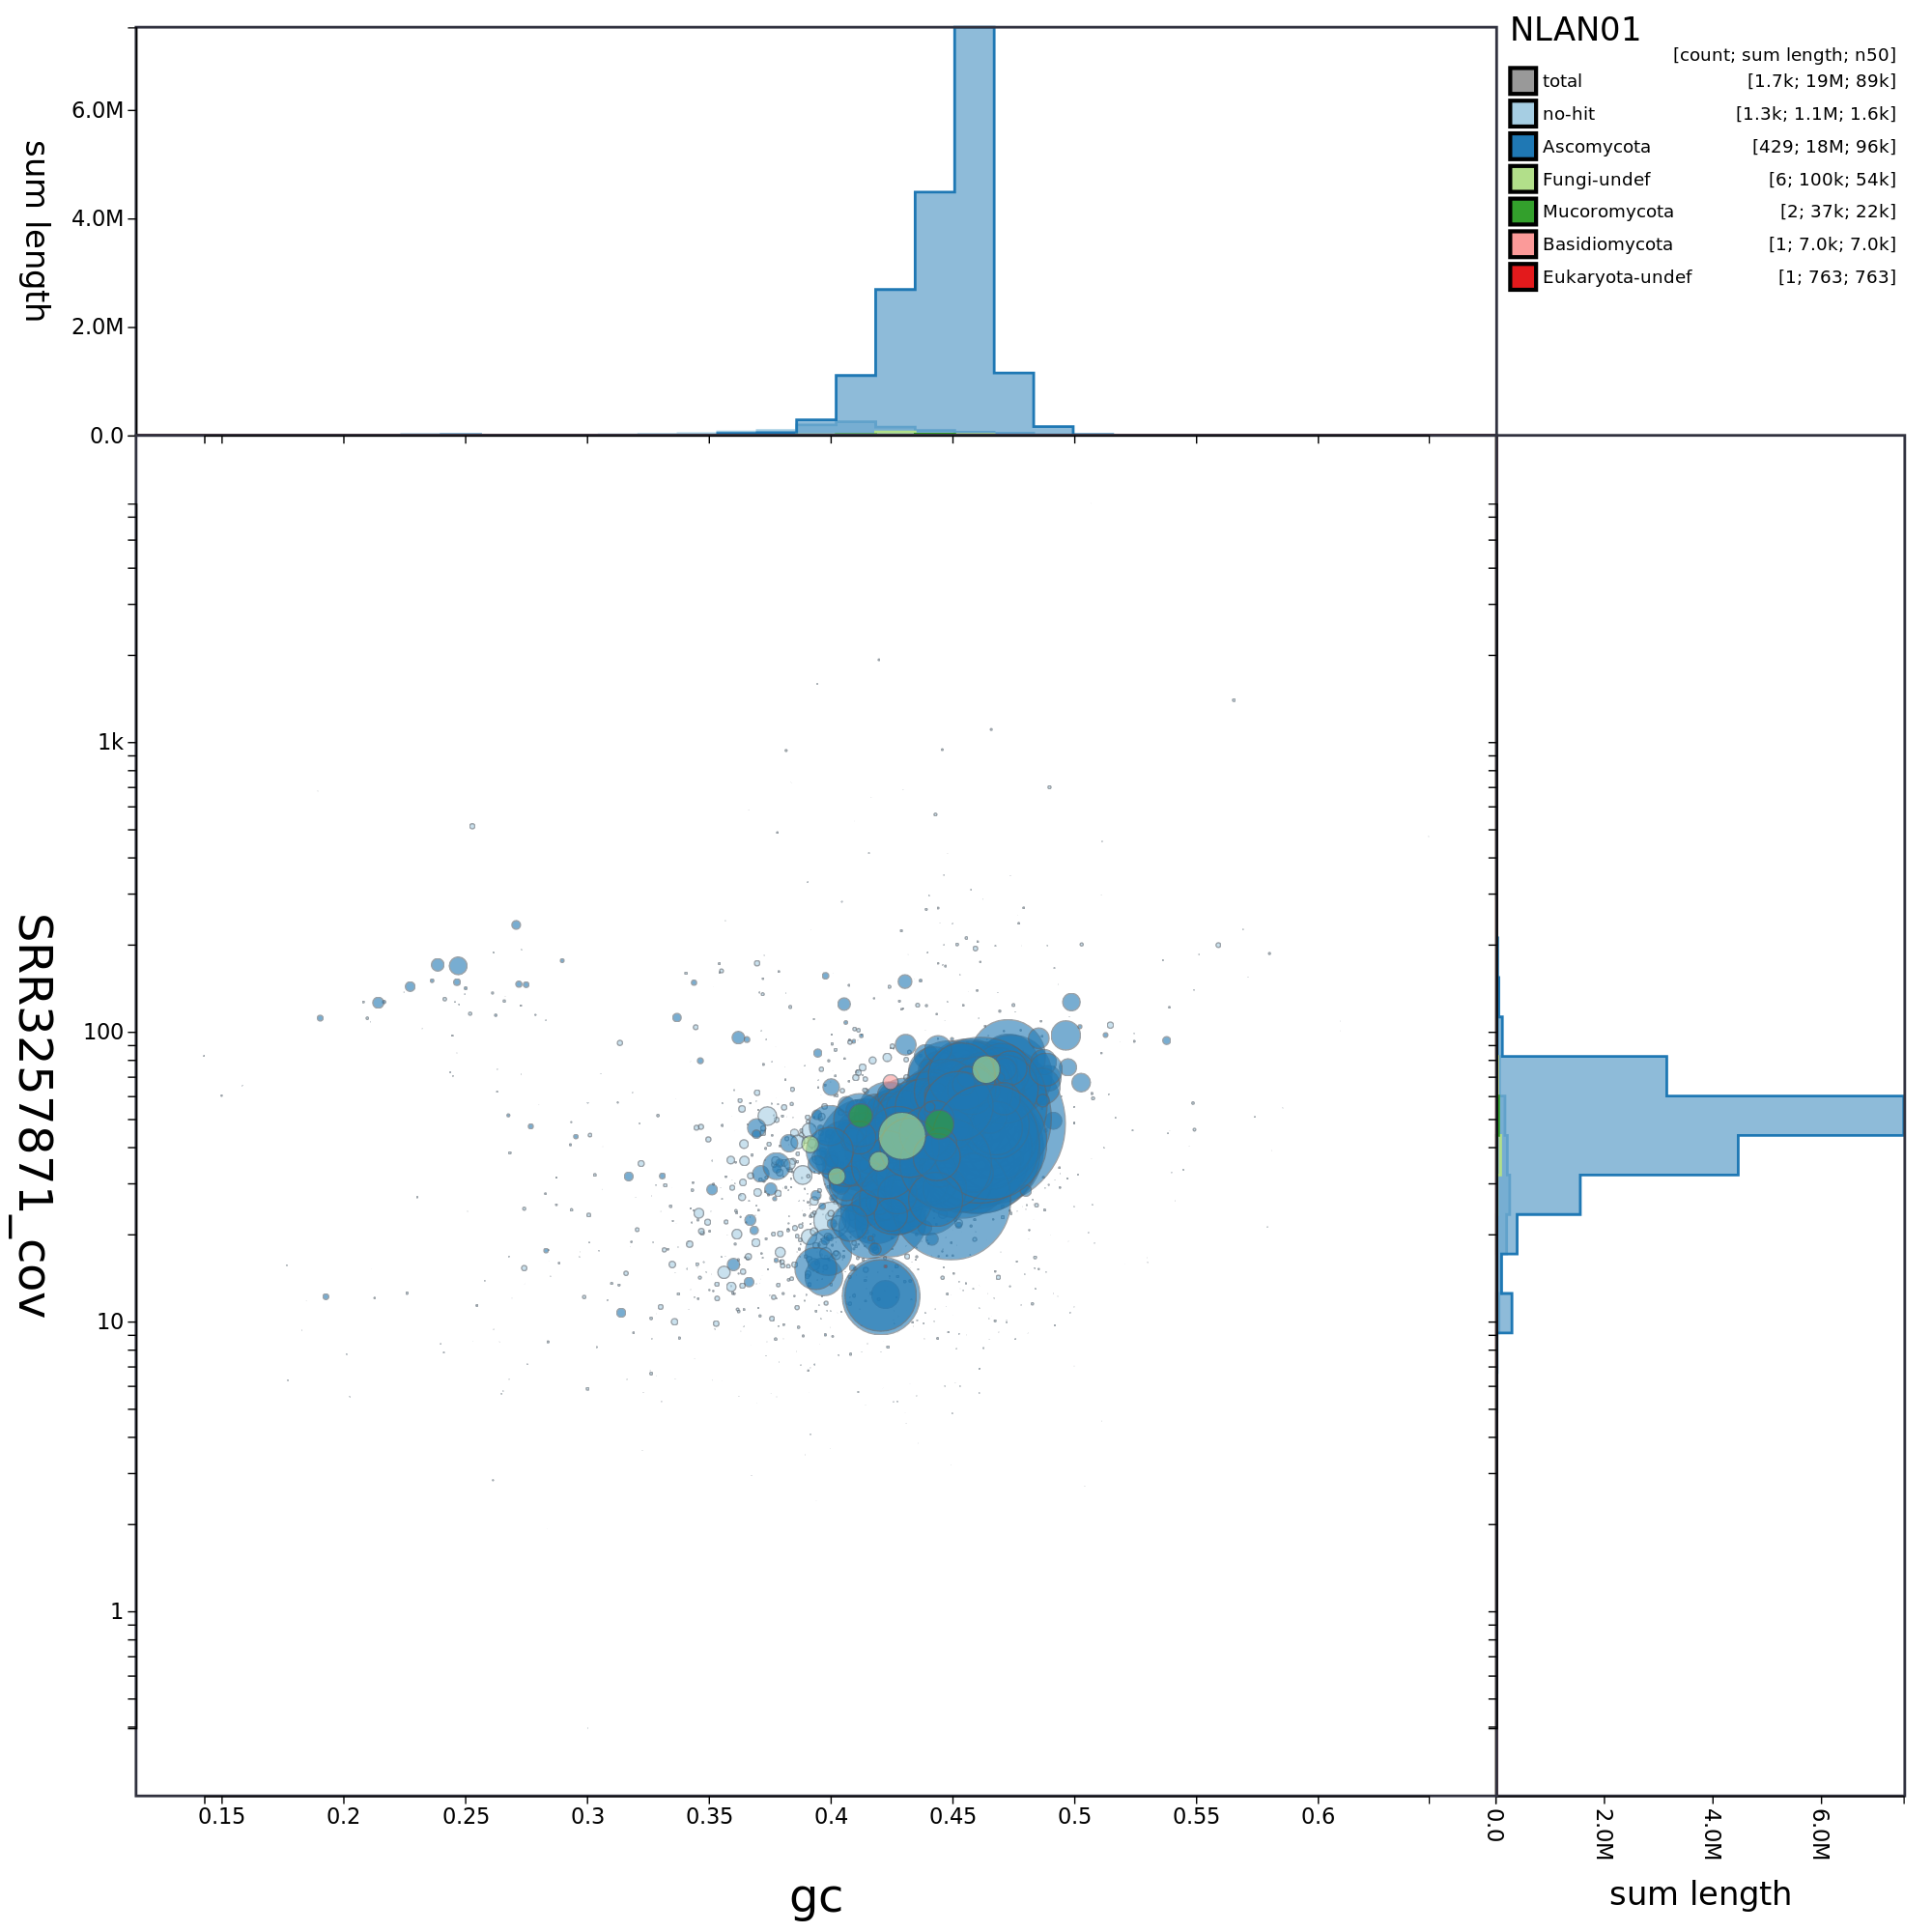 NLAN01
[count; sum length; n50]
total [1.7k; 19M; 89k]
no-hit [1.3k; 1.1M; 1.6k]
Ascomycota [429; 18M; 96k]
Fungi-undef [6; 100k; 54k]
Mucoromycota [2; 37k; 22k]
Basidiomycota [1; 7.0k; 7.0k]
Eukaryota-undef [1; 763; 763]
sum length
6.0M
4.0M
2.0M
0.0
SRR3257871_cov
1k
100
10
1
0.15 0.2 0.25 0.3 0.35 0.4 0.45 0.5 0.55 0.6
gc
0.0 2.0M 4.0M 6.0M
sum length